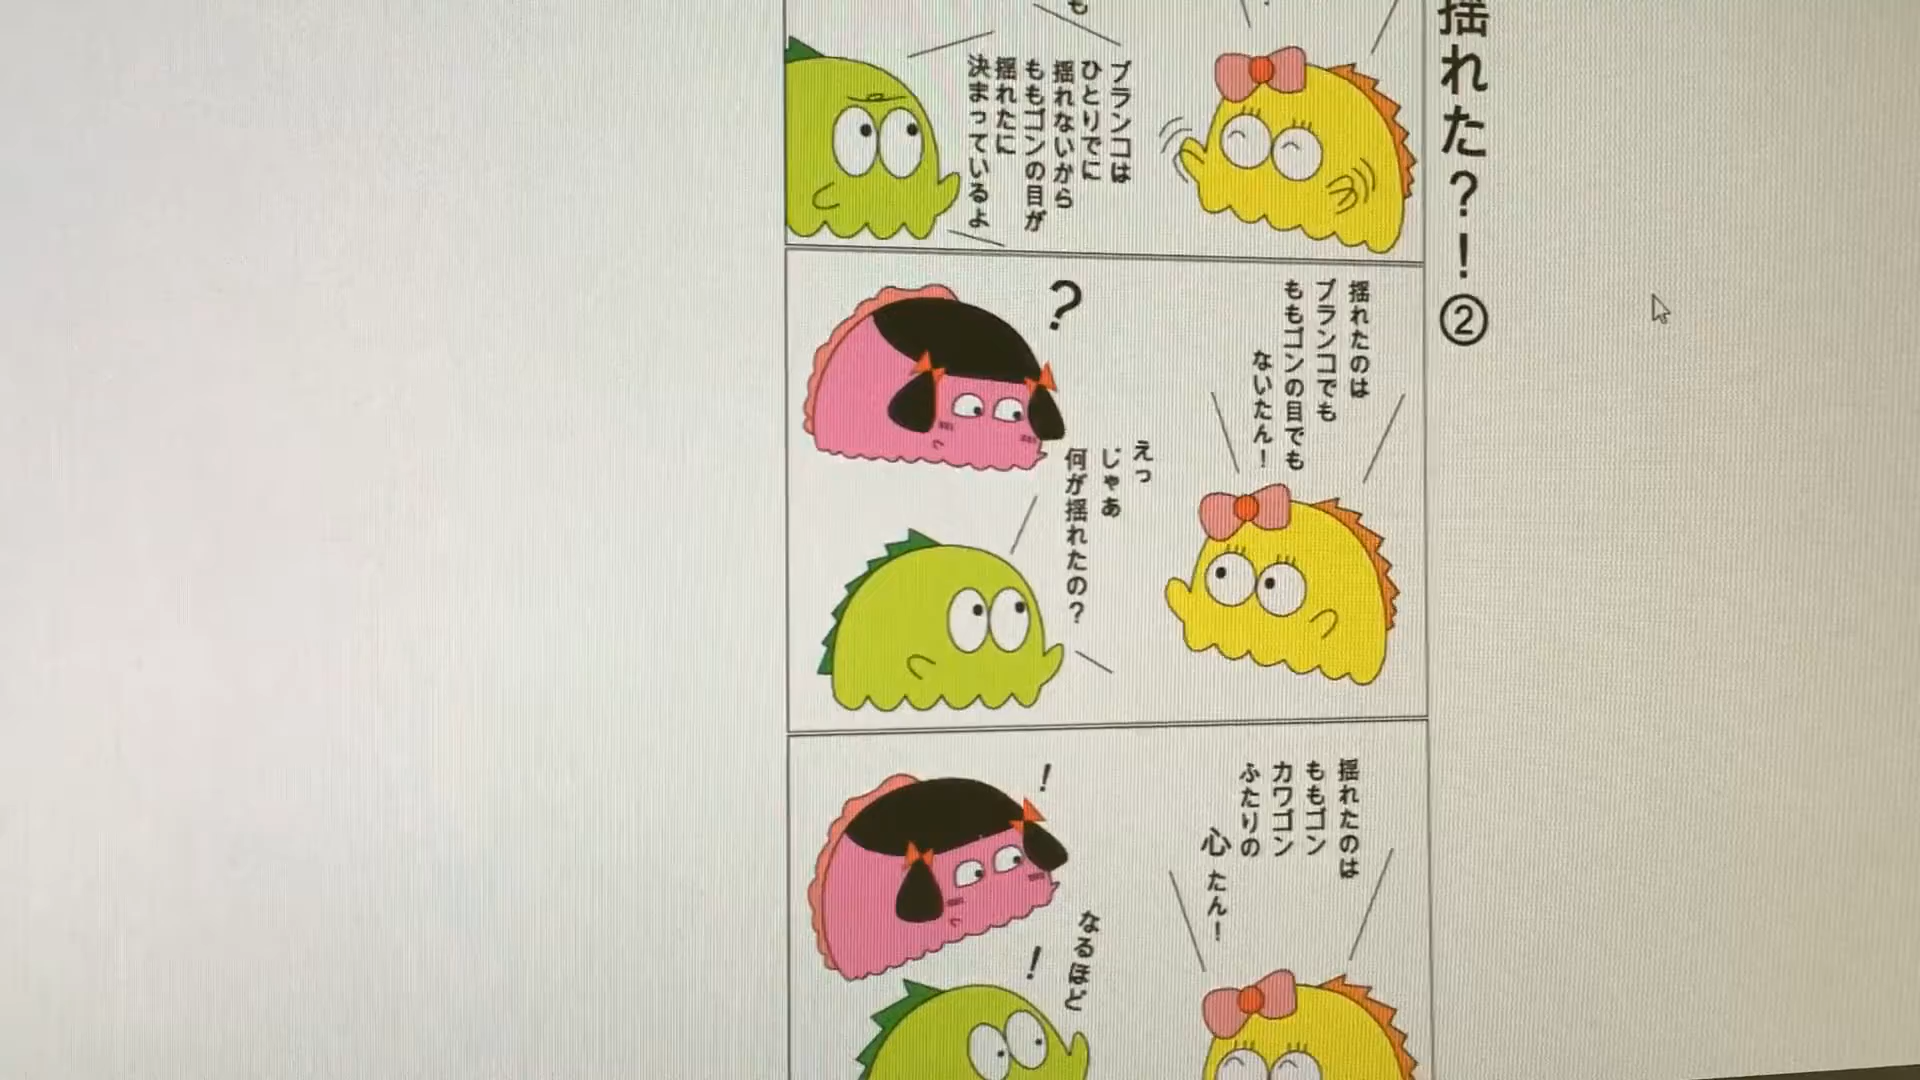 揺れた?!②
も
ブランコは
ひとりでに
揺れないから
ももゴンの目が
揺れたに
決まっているよ
揺れたのは
ブランコでも
ももゴンの目でも
ないたん!
?
えっ
じゃあ
何が揺れたの?
揺れたのは
ももゴン
カワゴン
ふたりの
心たん!
!
なるほど
!